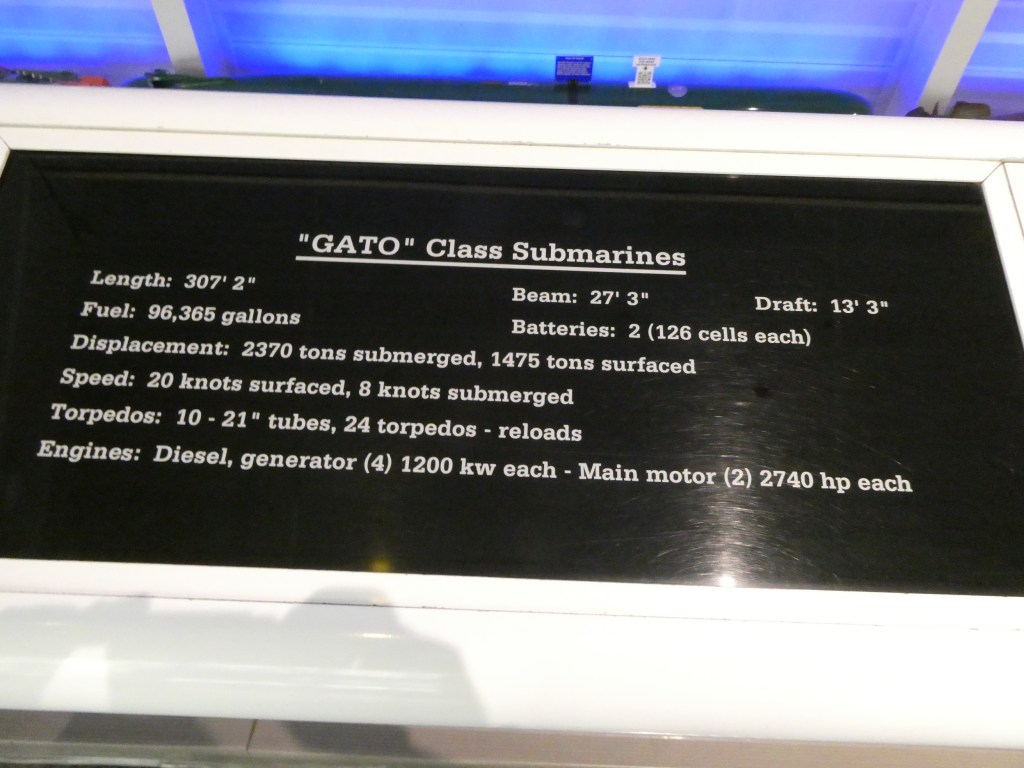 "GATO" Class Submarines
Length: 307' 2" Beam: 27' 3" Draft: 13' 3"
Fuel: 96,365 gallons Batteries: 2 (126 cells each)
Displacement: 2370 tons submerged, 1475 tons surfaced
Speed: 20 knots surfaced, 8 knots submerged
Torpedos: 10 - 21" tubes, 24 torpedos - reloads
Engines: Diesel, generator (4) 1200 kw each - Main motor (2) 2740 hp each